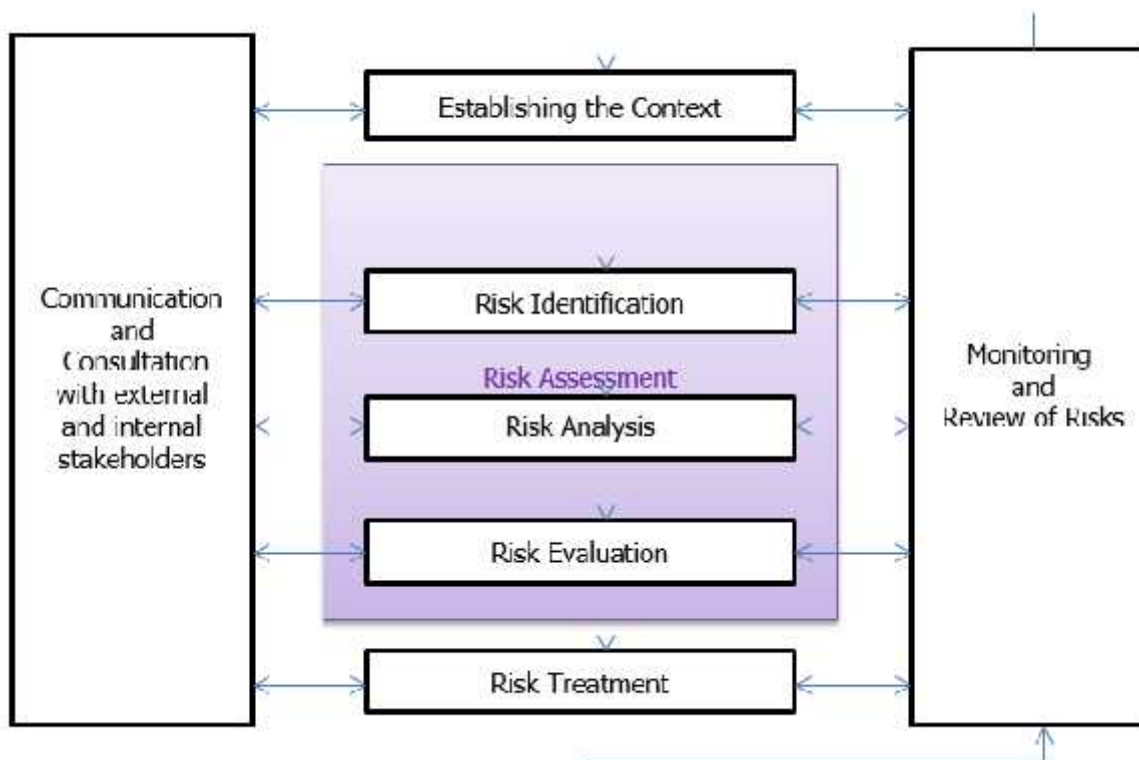 Establishing the Context
Communication
and
Consultation
with external
and internal
stakeholders
Risk Identification
Risk Assessment
Risk Analysis
Risk Evaluation
Risk Treatment
Monitoring
and
Review of Risks